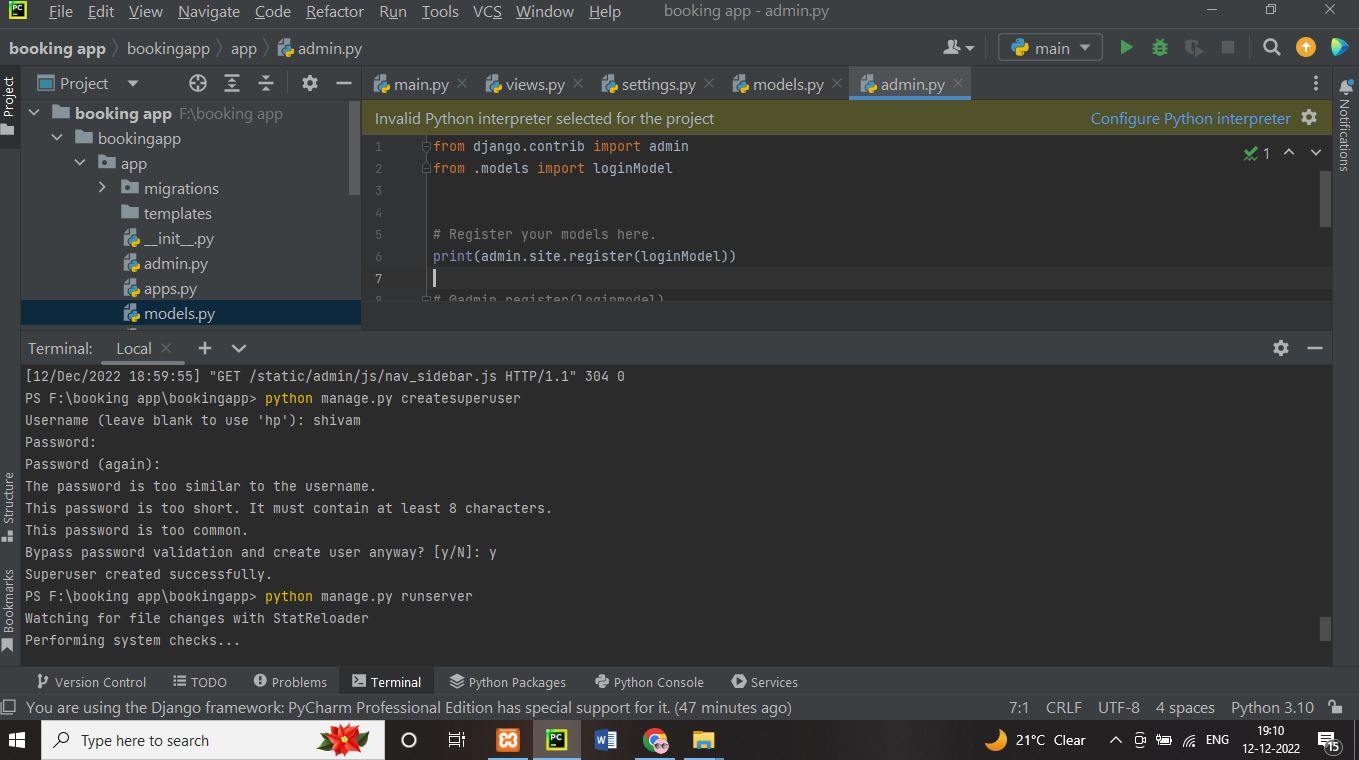 PC File Edit View Navigate Code Refactor Run Tools VCS Window Help booking app - admin.py
booking app bookingapp app admin.py main
Project
Project
main.py views.py settings.py models.py admin.py
Notifications
booking app F:\booking app
bookingapp
app
migrations
templates
__init__.py
admin.py
apps.py
models.py
Invalid Python interpreter selected for the project Configure Python interpreter
1 from django.contrib import admin
2 from .models import loginModel
3
4
5 # Register your models here.
6 print(admin.site.register(loginModel))
7
8 # @admin.register(loginmodel)
1
Terminal: Local
[12/Dec/2022 18:59:55] "GET /static/admin/js/nav_sidebar.js HTTP/1.1" 304 0
PS F:\booking app\bookingapp> python manage.py createsuperuser
Username (leave blank to use 'hp'): shivam
Password:
Password (again):
The password is too similar to the username.
This password is too short. It must contain at least 8 characters.
This password is too common.
Bypass password validation and create user anyway? [y/N]: y
Superuser created successfully.
PS F:\booking app\bookingapp> python manage.py runserver
Watching for file changes with StatReloader
Performing system checks...
Structure
Bookmarks
Version Control TODO Problems Terminal Python Packages Python Console Services
You are using the Django framework: PyCharm Professional Edition has special support for it. (47 minutes ago) 7:1 CRLF UTF-8 4 spaces Python 3.10
Type here to search PC W 21°C Clear ENG 19:10
12-12-2022
15